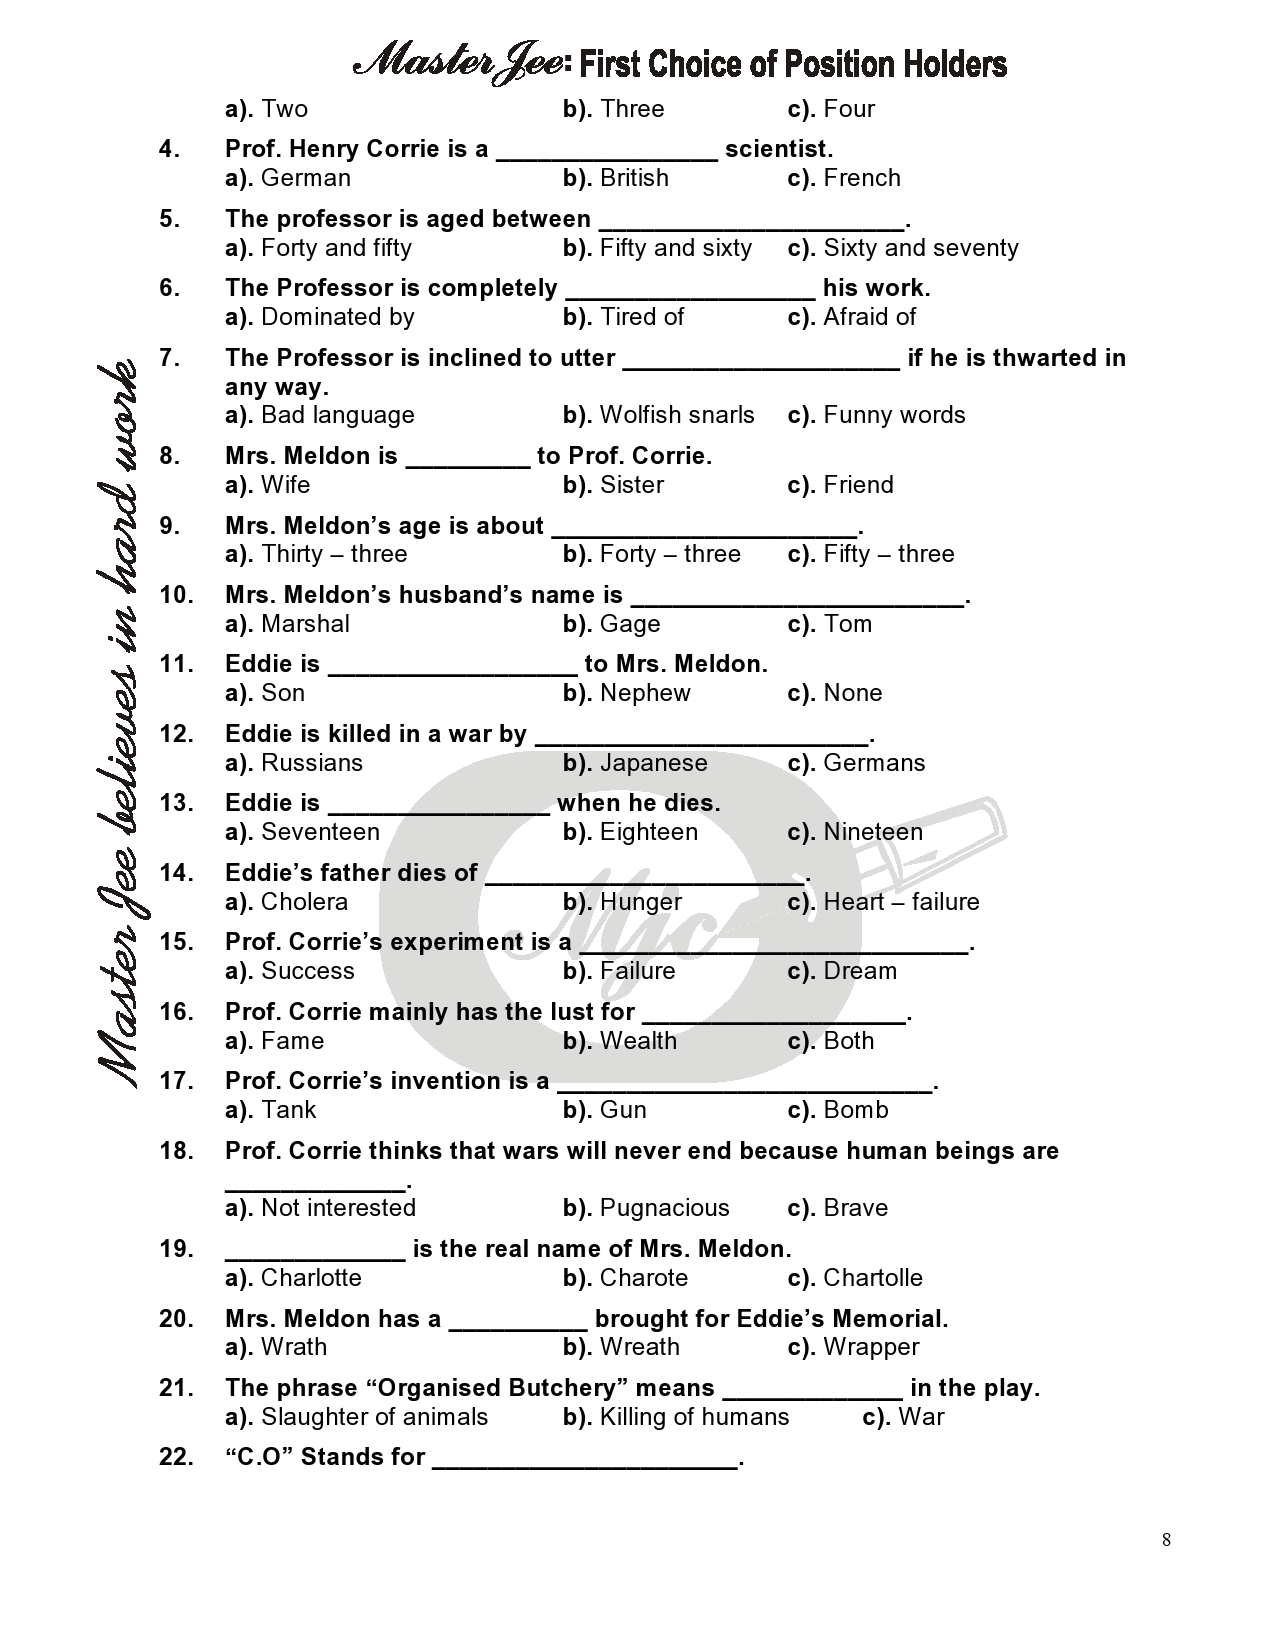 Master Jee: First Choice of Position Holders
a). Two b). Three c). Four
4. Prof. Henry Corrie is a ________________ scientist.
a). German b). British c). French
5. The professor is aged between ______________________.
a). Forty and fifty b). Fifty and sixty c). Sixty and seventy
6. The Professor is completely __________________ his work.
a). Dominated by b). Tired of c). Afraid of
7. The Professor is inclined to utter ____________________ if he is thwarted in
any way.
a). Bad language b). Wolfish snarls c). Funny words
8. Mrs. Meldon is _________ to Prof. Corrie.
a). Wife b). Sister c). Friend
9. Mrs. Meldon’s age is about ______________________.
a). Thirty – three b). Forty – three c). Fifty – three
10. Mrs. Meldon’s husband’s name is ________________________.
a). Marshal b). Gage c). Tom
11. Eddie is __________________ to Mrs. Meldon.
a). Son b). Nephew c). None
12. Eddie is killed in a war by ________________________.
a). Russians b). Japanese c). Germans
13. Eddie is ________________ when he dies.
a). Seventeen b). Eighteen c). Nineteen
14. Eddie’s father dies of _______________________.
a). Cholera b). Hunger c). Heart – failure
15. Prof. Corrie’s experiment is a ____________________________.
a). Success b). Failure c). Dream
16. Prof. Corrie mainly has the lust for ___________________.
a). Fame b). Wealth c). Both
17. Prof. Corrie’s invention is a ___________________________.
a). Tank b). Gun c). Bomb
18. Prof. Corrie thinks that wars will never end because human beings are
_____________.
a). Not interested b). Pugnacious c). Brave
19. _____________ is the real name of Mrs. Meldon.
a). Charlotte b). Charote c). Chartolle
20. Mrs. Meldon has a __________ brought for Eddie’s Memorial.
a). Wrath b). Wreath c). Wrapper
21. The phrase “Organised Butchery” means _____________ in the play.
a). Slaughter of animals b). Killing of humans c). War
22. “C.O” Stands for ______________________.
Master Jee believes in hard work
Mjc
8